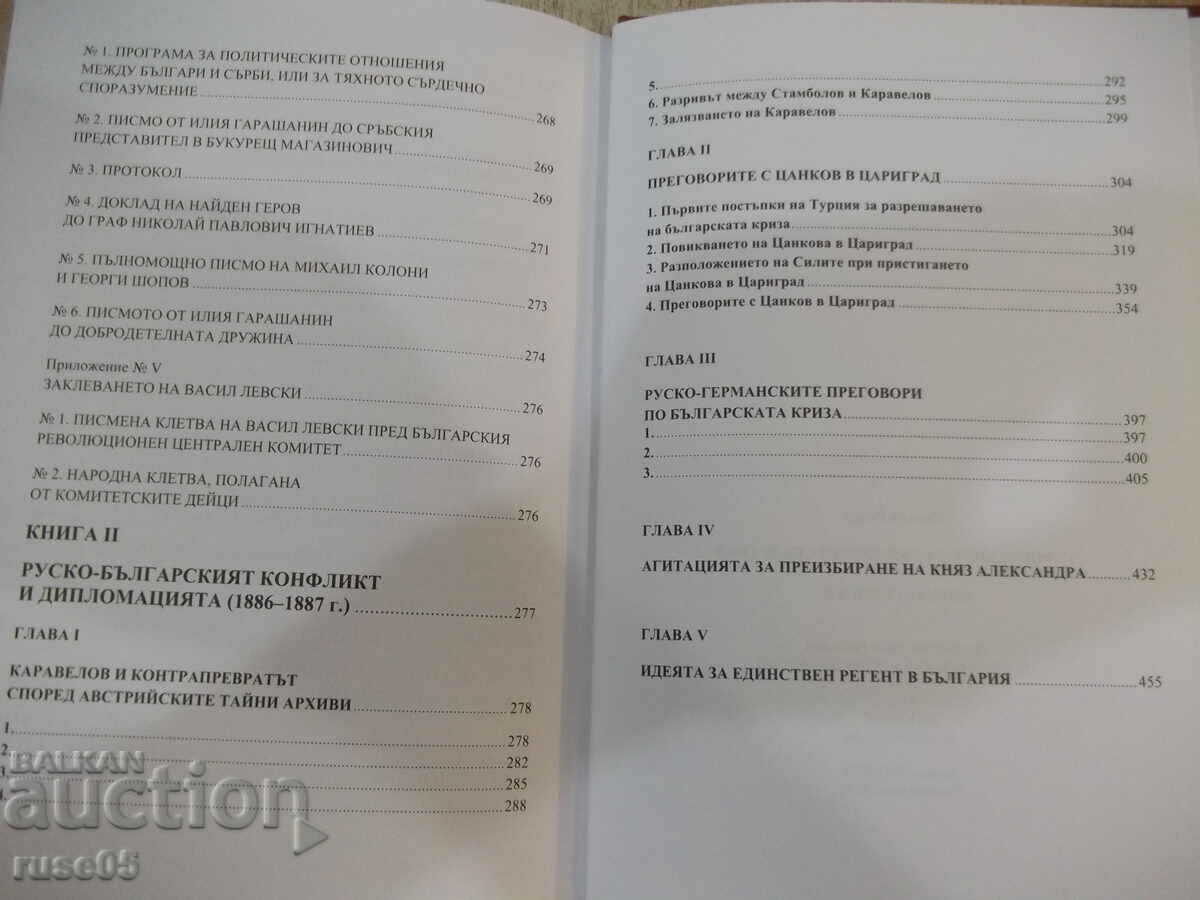 № 1. ПРОГРАМА ЗА ПОЛИТИЧЕСКИТЕ ОТНОШЕНИЯ
МЕЖДУ БЪЛГАРИ И СЪРБИ, ИЛИ ЗА ТЯХНОТО СЪРДЕЧНО
СПОРАЗУМЕНИЕ 268
№ 2. ПИСМО ОТ ИЛИЯ ГАРАШАНИН ДО СРЪБСКИЯ
ПРЕДСТАВИТЕЛ В БУКУРЕЩ МАГАЗИНОВИЧ 269
№ 3. ПРОТОКОЛ 269
№ 4. ДОКЛАД НА НАЙДЕН ГЕРОВ
ДО ГРАФ НИКОЛАЙ ПАВЛОВИЧ ИГНАТИЕВ 271
№ 5. ПЪЛНОМОЩНО ПИСМО НА МИХАИЛ КОЛОНИ
И ГЕОРГИ ШОПОВ 273
№ 6. ПИСМОТО ОТ ИЛИЯ ГАРАШАНИН
ДО ДОБРОДЕТЕЛНАТА ДРУЖИНА 274
Приложение № V
ЗАКЛЕВАНЕТО НА ВАСИЛ ЛЕВСКИ 276
№ 1. ПИСМЕНА КЛЕТВА НА ВАСИЛ ЛЕВСКИ ПРЕД БЪЛГАРСКИЯ
РЕВОЛЮЦИОНЕН ЦЕНТРАЛЕН КОМИТЕТ 276
№ 2. НАРОДНА КЛЕТВА, ПОЛАГАНА
ОТ КОМИТЕТСКИТЕ ДЕЙЦИ 276
КНИГА II
РУСКО-БЪЛГАРСКИЯТ КОНФЛИКТ
И ДИПЛОМАЦИЯТА (1886–1887 г.) 277
ГЛАВА I
КАРАВЕЛОВ И КОНТРАПРЕВРАТЪТ
СПОРЕД АВСТРИЙСКИТЕ ТАЙНИ АРХИВИ 278
1. 278
2. 282
3. 285
4. 288
5. 292
6. Разривът между Стамболов и Каравелов 295
7. Залязването на Каравелов 299
ГЛАВА II
ПРЕГОВОРИТЕ С ЦАНКОВ В ЦАРИГРАД 304
1. Първите постъпки на Турция за разрешаването
на българската криза 304
2. Повикването на Цанкова в Цариград 319
3. Разположението на Силите при пристигането
на Цанкова в Цариград 339
4. Преговорите с Цанков в Цариград 354
ГЛАВА III
РУСКО-ГЕРМАНСКИТЕ ПРЕГОВОРИ
ПО БЪЛГАРСКАТА КРИЗА 397
1. 397
2. 400
3. 405
ГЛАВА IV
АГИТАЦИЯТА ЗА ПРЕИЗБИРАНЕ НА КНЯЗ АЛЕКСАНДРА 432
ГЛАВА V
ИДЕЯТА ЗА ЕДИНСТВЕН РЕГЕНТ В БЪЛГАРИЯ 455
BALKAN
auction
ruse05